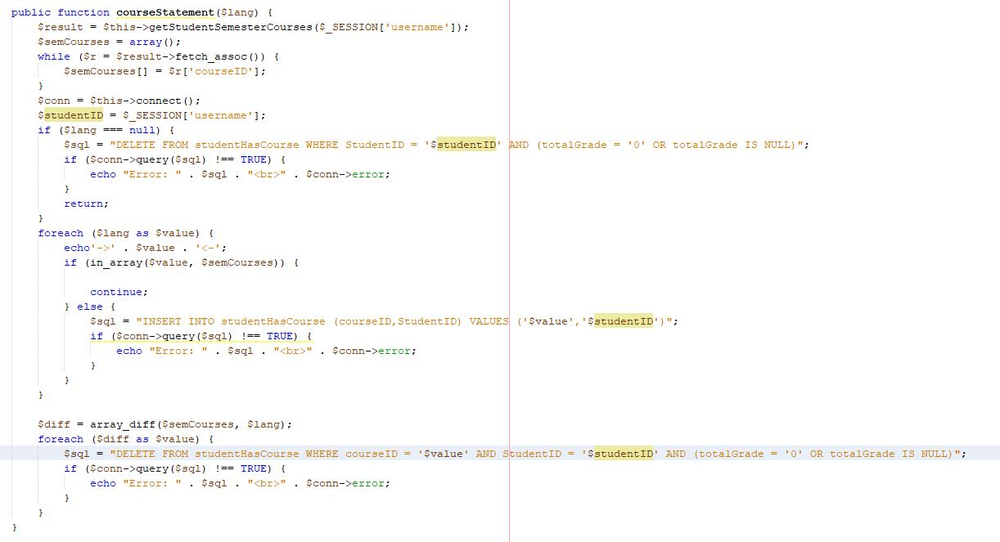 public function courseStatement($lang) {
    $result = $this->getStudentSemesterCourses($_SESSION['username']);
    $semCourses = array();
    while ($r = $result->fetch_assoc()) {
        $semCourses[] = $r['courseID'];
    }
    $conn = $this->connect();
    $studentID = $_SESSION['username'];
    if ($lang === null) {
        $sql = "DELETE FROM studentHasCourse WHERE StudentID = '$studentID' AND (totalGrade = '0' OR totalGrade IS NULL)";
        if ($conn->query($sql) !== TRUE) {
            echo "Error: " . $sql . "<br>" . $conn->error;
        }
        return;
    }
    foreach ($lang as $value) {
        echo'->' . $value . '<-';
        if (in_array($value, $semCourses)) {

            continue;
        } else {
            $sql = "INSERT INTO studentHasCourse (courseID,StudentID) VALUES ('$value','$studentID')";
            if ($conn->query($sql) !== TRUE) {
                echo "Error: " . $sql . "<br>" . $conn->error;
            }
        }
    }

    $diff = array_diff($semCourses, $lang);
    foreach ($diff as $value) {
        $sql = "DELETE FROM studentHasCourse WHERE courseID = '$value' AND StudentID = '$studentID' AND (totalGrade = '0' OR totalGrade IS NULL)";
        if ($conn->query($sql) !== TRUE) {
            echo "Error: " . $sql . "<br>" . $conn->error;
        }
    }
}